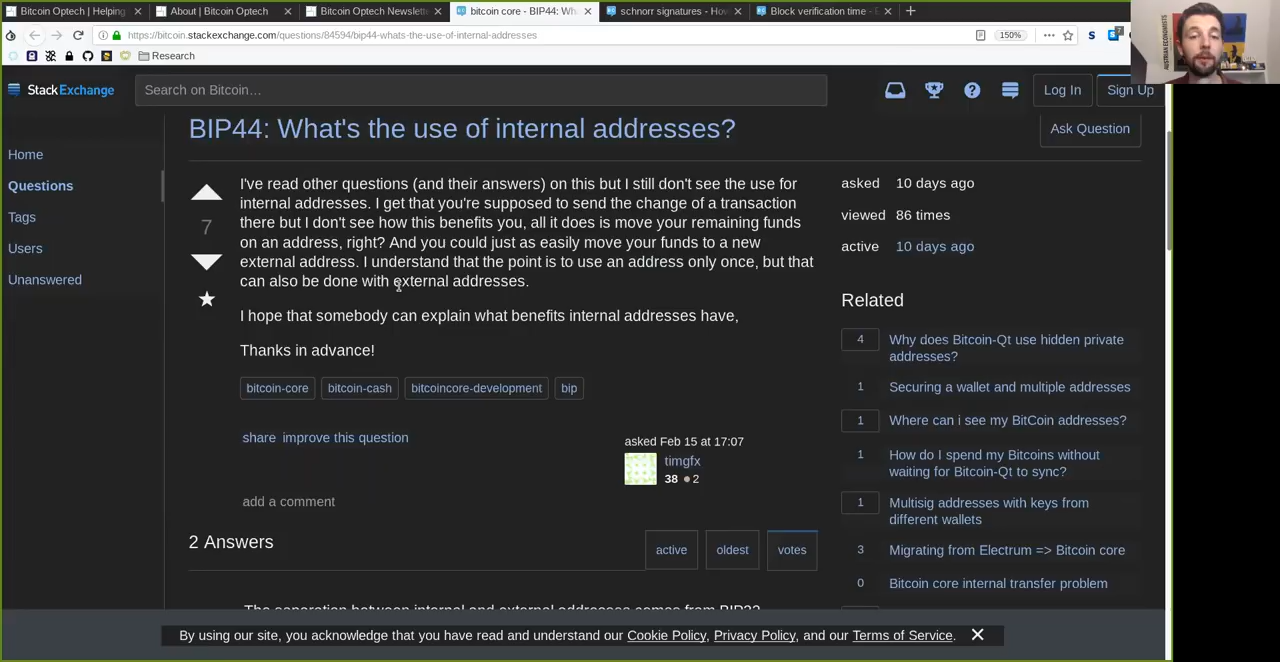 Bitcoin Optech | Helping
About | Bitcoin Optech
Bitcoin Optech Newslett
bitcoin core - BIP44: Wh
schnorr signatures - How
Block verification time - E
https://bitcoin.stackexchange.com/questions/84594/bip44-whats-the-use-of-internal-addresses
150%
Research
StackExchange
Search on Bitcoin…
Log In
Sign Up
BIP44: What's the use of internal addresses?
Ask Question
Home
Questions
Tags
Users
Unanswered
7
I've read other questions (and their answers) on this but I still don't see the use for
internal addresses. I get that you're supposed to send the change of a transaction
there but I don't see how this benefits you, all it does is move your remaining funds
on an address, right? And you could just as easily move your funds to a new
external address. I understand that the point is to use an address only once, but that
can also be done with external addresses.
I hope that somebody can explain what benefits internal addresses have,
Thanks in advance!
bitcoin-core
bitcoin-cash
bitcoincore-development
bip
share improve this question
asked Feb 15 at 17:07
timgfx
38 2
add a comment
2 Answers
active
oldest
votes
The separation between internal and external addresses comes from BIP32
asked 10 days ago
viewed 86 times
active 10 days ago
Related
4 Why does Bitcoin-Qt use hidden private
addresses?
1 Securing a wallet and multiple addresses
1 Where can i see my BitCoin addresses?
1 How do I spend my Bitcoins without
waiting for Bitcoin-Qt to sync?
1 Multisig addresses with keys from
different wallets
3 Migrating from Electrum => Bitcoin core
0 Bitcoin core internal transfer problem
By using our site, you acknowledge that you have read and understand our Cookie Policy, Privacy Policy, and our Terms of Service.
AUSTRIAN ECONOMISTS